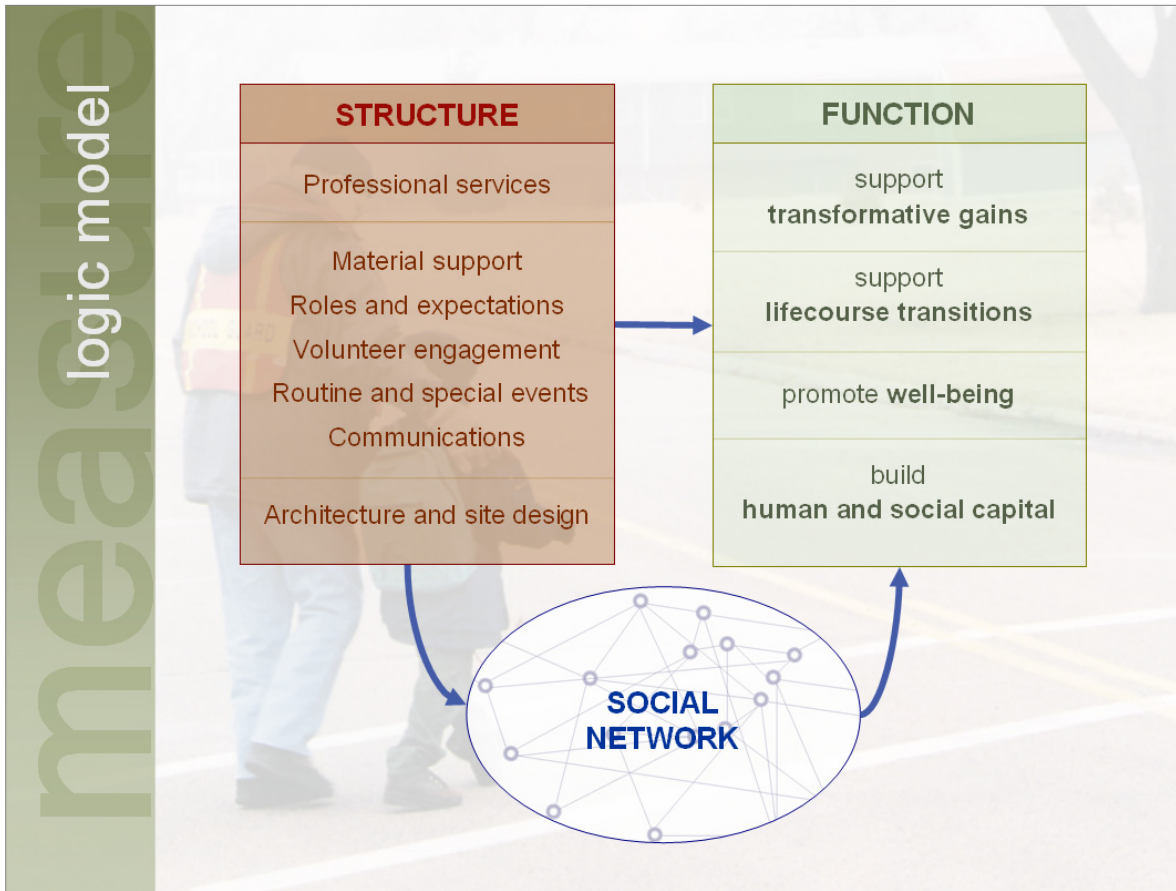 measure
logic model
STRUCTURE
Professional services
Material support
Roles and expectations
Volunteer engagement
Routine and special events
Communications
Architecture and site design
FUNCTION
support
transformative gains
support
lifecourse transitions
promote well-being
build
human and social capital
SOCIAL
NETWORK